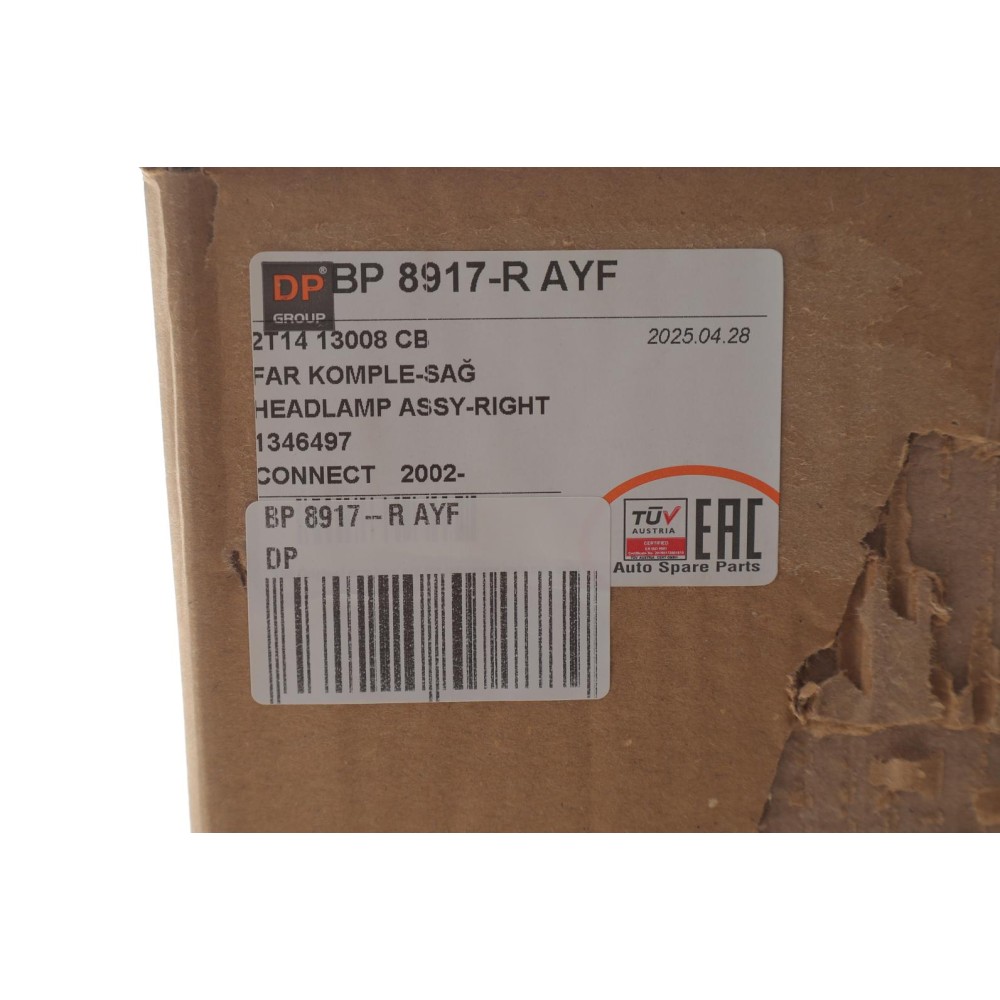 DP® BP 8917-R AYF
GROUP
2T14 13008 CB 2025.04.28
FAR KOMPLE-SAĞ
HEADLAMP ASSY-RIGHT
1346497
CONNECT 2002-
BP 8917 - R AYF
DP
TÜV
AUSTRIA
CERTIFIED
EAC
Auto Spare Parts